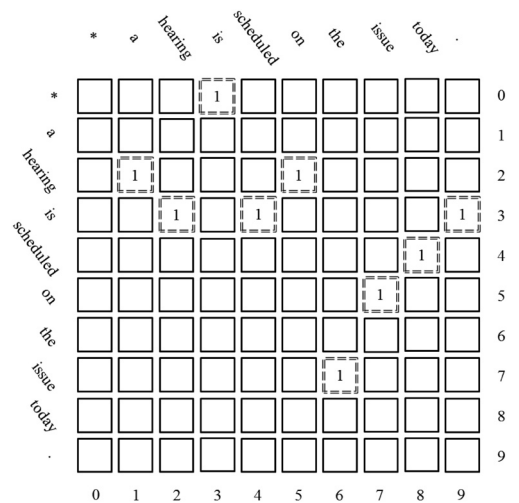 * a hearing is scheduled on the issue today .
* 1 0
a 1
hearing 1 1 2
is 1 1 1 3
scheduled 1 4
on 1 5
the 6
issue 1 7
today 8
. 9
0 1 2 3 4 5 6 7 8 9